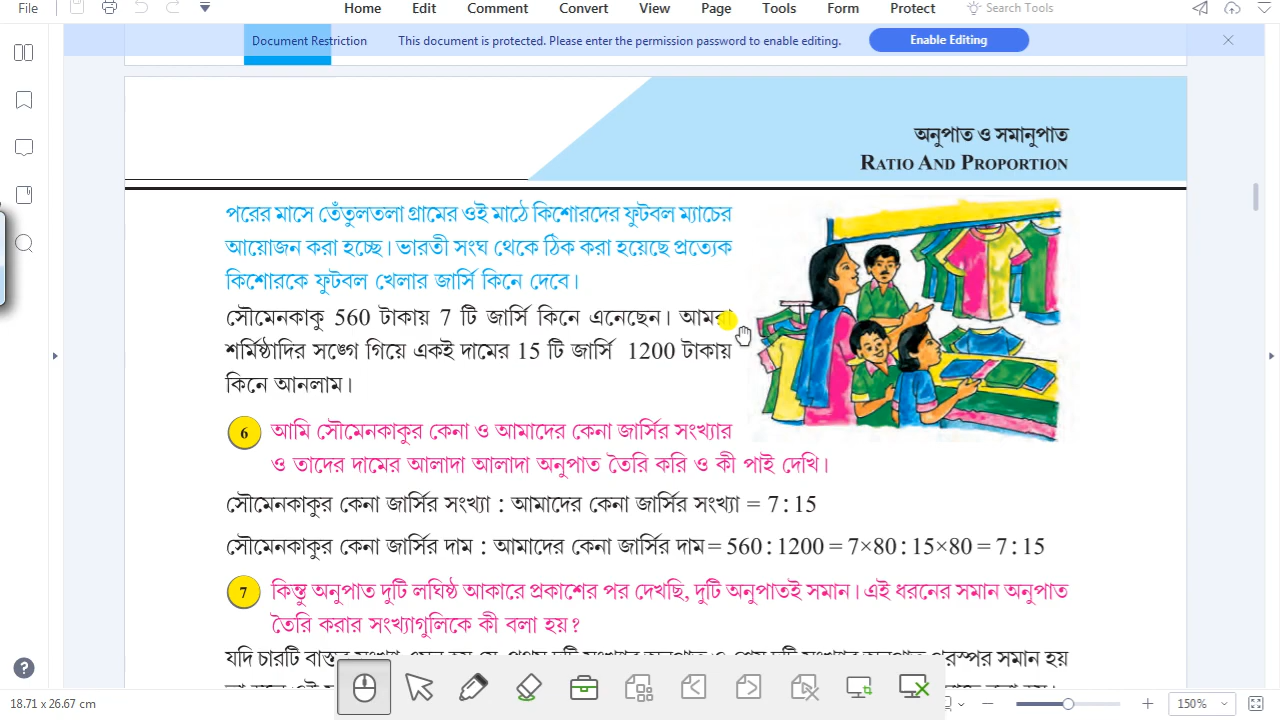 File Home Edit Comment Convert View Page Tools Form Protect Search Tools
Document Restriction This document is protected. Please enter the permission password to enable editing. Enable Editing
অনুপাত ও সমানুপাত
RATIO AND PROPORTION
পরের মাসে তেঁতুলতলা গ্রামের ওই মাঠে কিশোরদের ফুটবল ম্যাচের
আয়োজন করা হচ্ছে। ভারতী সংঘ থেকে ঠিক করা হয়েছে প্রত্যেক
কিশোরকে ফুটবল খেলার জার্সি কিনে দেবে।
সৌমেনকাকু 560 টাকায় 7 টি জার্সি কিনে এনেছেন। আমরা
শর্মিষ্ঠাদির সঙ্গে গিয়ে একই দামের 15 টি জার্সি 1200 টাকায়
কিনে আনলাম।
6 আমি সৌমেনকাকুর কেনা ও আমাদের কেনা জার্সির সংখ্যার
ও তাদের দামের আলাদা আলাদা অনুপাত তৈরি করি ও কী পাই দেখি।
সৌমেনকাকুর কেনা জার্সির সংখ্যা : আমাদের কেনা জার্সির সংখ্যা = 7 : 15
সৌমেনকাকুর কেনা জার্সির দাম : আমাদের কেনা জার্সির দাম = 560 : 1200 = 7×80 : 15×80 = 7 : 15
7 কিন্তু অনুপাত দুটি লঘিষ্ঠ আকারে প্রকাশের পর দেখছি, দুটি অনুপাতই সমান। এই ধরনের সমান অনুপাত
তৈরি করার সংখ্যাগুলিকে কী বলা হয়?
যদি চারটি পরস্পর সমান হয়
18.71 x 26.67 cm 150%